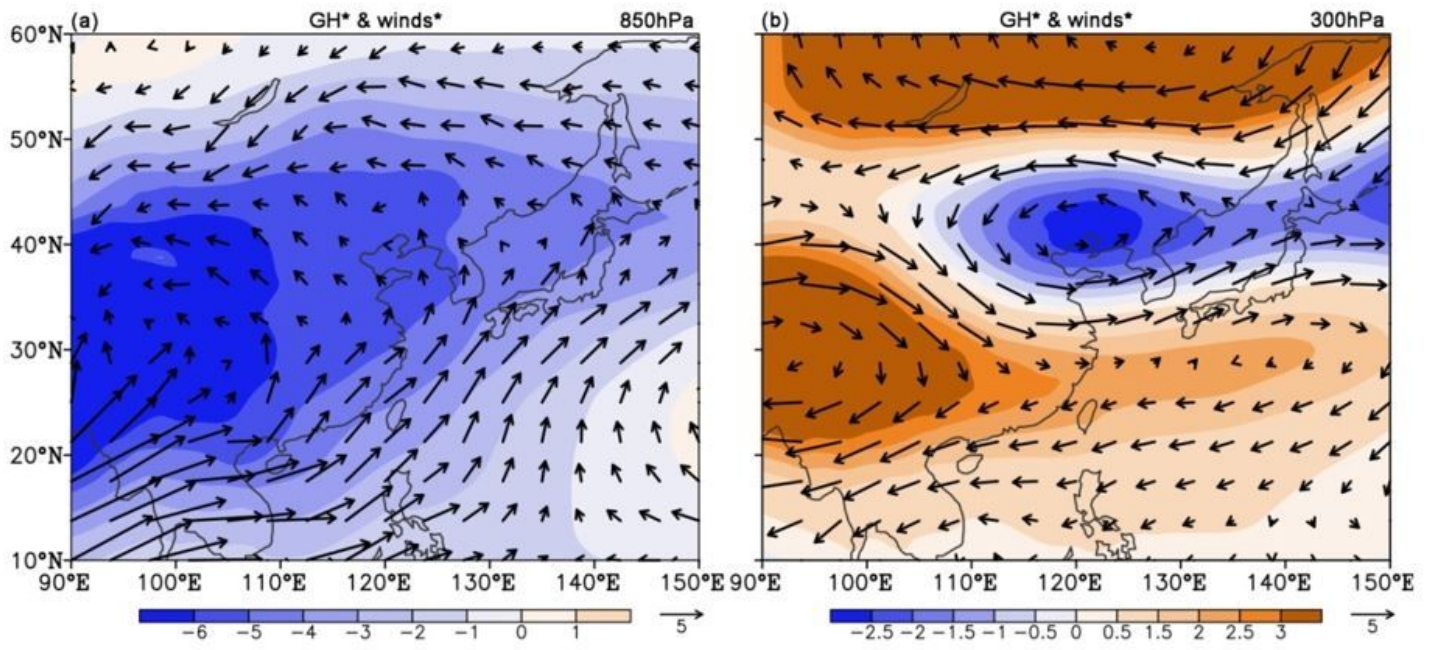 (a) GH* & winds* 850hPa
60°N
50°N
40°N
30°N
20°N
10°N
90°E 100°E 110°E 120°E 130°E 140°E 150°E
-6 -5 -4 -3 -2 -1 0 1
5
(b) GH* & winds* 300hPa
90°E 100°E 110°E 120°E 130°E 140°E 150°E
-2.5 -2 -1.5 -1 -0.5 0 0.5 1.5 2 2.5 3
5